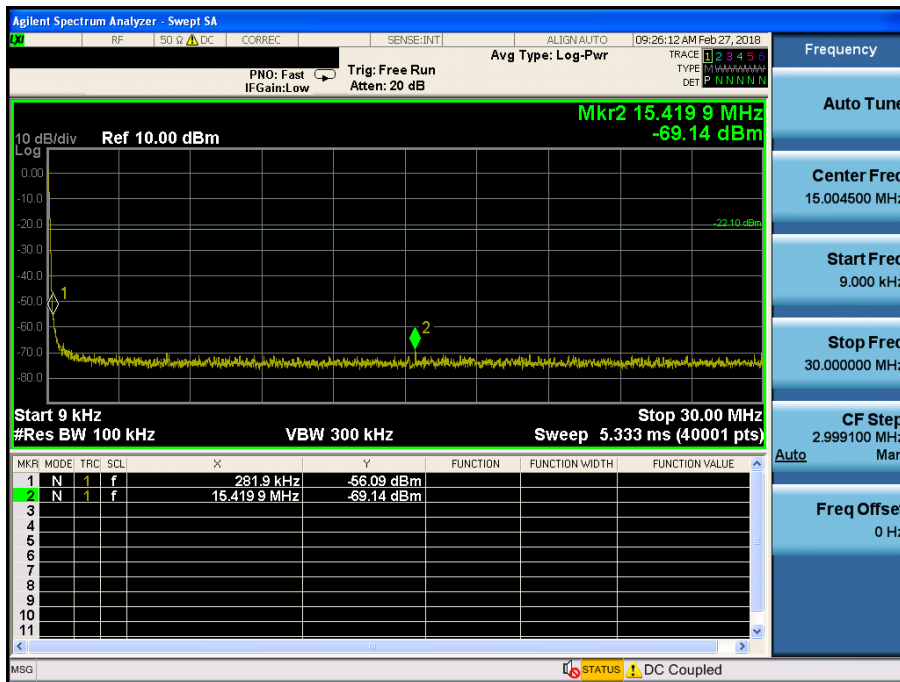 Agilent Spectrum Analyzer - Swept SA
LXI RF 50 Ω DC CORREC SENSE:INT ALIGN AUTO 09:26:12 AM Feb 27, 2018
Frequency
PNO: Fast
IFGain:Low
Trig: Free Run
Atten: 20 dB
Avg Type: Log-Pwr
TRACE 1 2 3 4 5 6
TYPE M WWWWW
DET P N N N N N
Auto Tune
Mkr2 15.419 9 MHz
-69.14 dBm
10 dB/div Ref 10.00 dBm
Log
0.00
-10.0
-20.0
-30.0
-40.0
-50.0
-60.0
-70.0
-80.0
-22.10 dBm
1
2
Center Freq
15.004500 MHz
Start Freq
9.000 kHz
Stop Freq
30.000000 MHz
CF Step
2.999100 MHz
Auto Man
Freq Offset
0 Hz
Start 9 kHz Stop 30.00 MHz
#Res BW 100 kHz VBW 300 kHz Sweep 5.333 ms (40001 pts)
MKR MODE TRC SCL X Y FUNCTION FUNCTION WIDTH FUNCTION VALUE
1 N 1 f 281.9 kHz -56.09 dBm
2 N 1 f 15.419 9 MHz -69.14 dBm
3
4
5
6
7
8
9
10
11
MSG STATUS DC Coupled